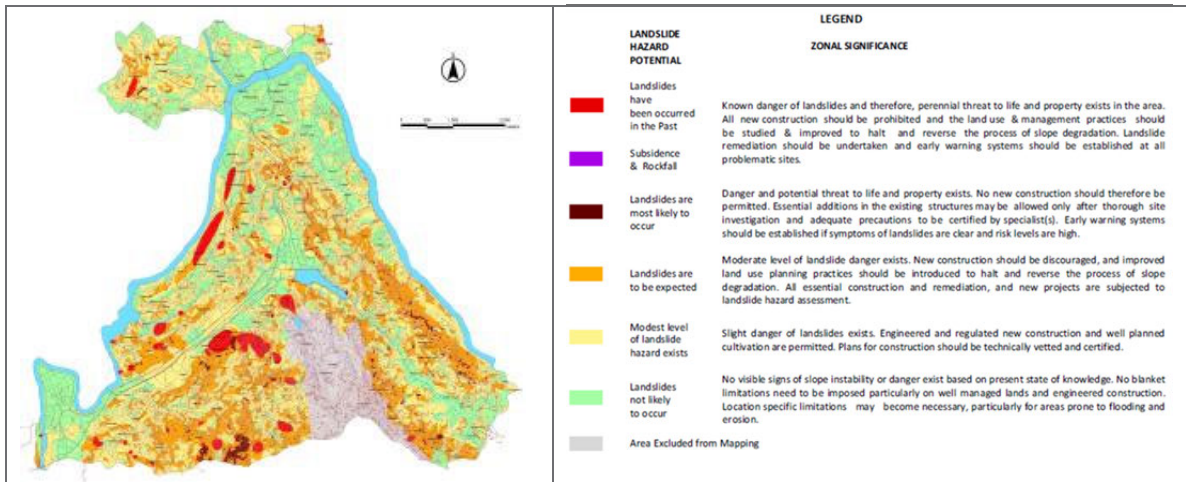 LEGEND
LANDSLIDE
HAZARD
POTENTIAL
ZONAL SIGNIFICANCE
Landslides
have
been occurred
in the Past
Known danger of landslides and therefore, perennial threat to life and property exists in the area.
All new construction should be prohibited and the land use & management practices should
be studied & improved to halt and reverse the process of slope degradation. Landslide
remediation should be undertaken and early warning systems should be established at all
problematic sites.
Subsidence
& Rockfall
Landslides are
most likely to
occur
Danger and potential threat to life and property exists. No new construction should therefore be
permitted. Essential additions in the existing structures may be allowed only after thorough site
investigation and adequate precautions to be certified by specialist(s). Early warning systems
should be established if symptoms of landslides are clear and risk levels are high.
Landslides are
to be expected
Moderate level of landslide danger exists. New construction should be discouraged, and improved
land use planning practices should be introduced to halt and reverse the process of slope
degradation. All essential construction and remediation, and new projects are subjected to
landslide hazard assessment.
Modest level
of landslide
hazard exists
Slight danger of landslides exists. Engineered and regulated new construction and well planned
cultivation are permitted. Plans for construction should be technically vetted and certified.
Landslides
not likely
to occur
No visible signs of slope instability or danger exist based on present state of knowledge. No blanket
limitations need to be imposed particularly on well managed lands and engineered construction.
Location specific limitations may become necessary, particularly for areas prone to flooding and
erosion.
Area Excluded from Mapping